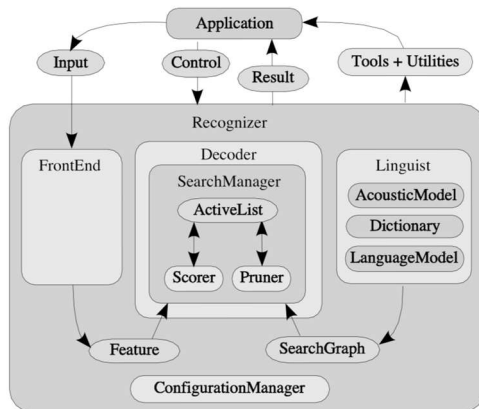 Application
Input
Control
Result
Tools + Utilities
Recognizer
FrontEnd
Decoder
SearchManager
ActiveList
Scorer
Pruner
Linguist
AcousticModel
Dictionary
LanguageModel
Feature
SearchGraph
ConfigurationManager